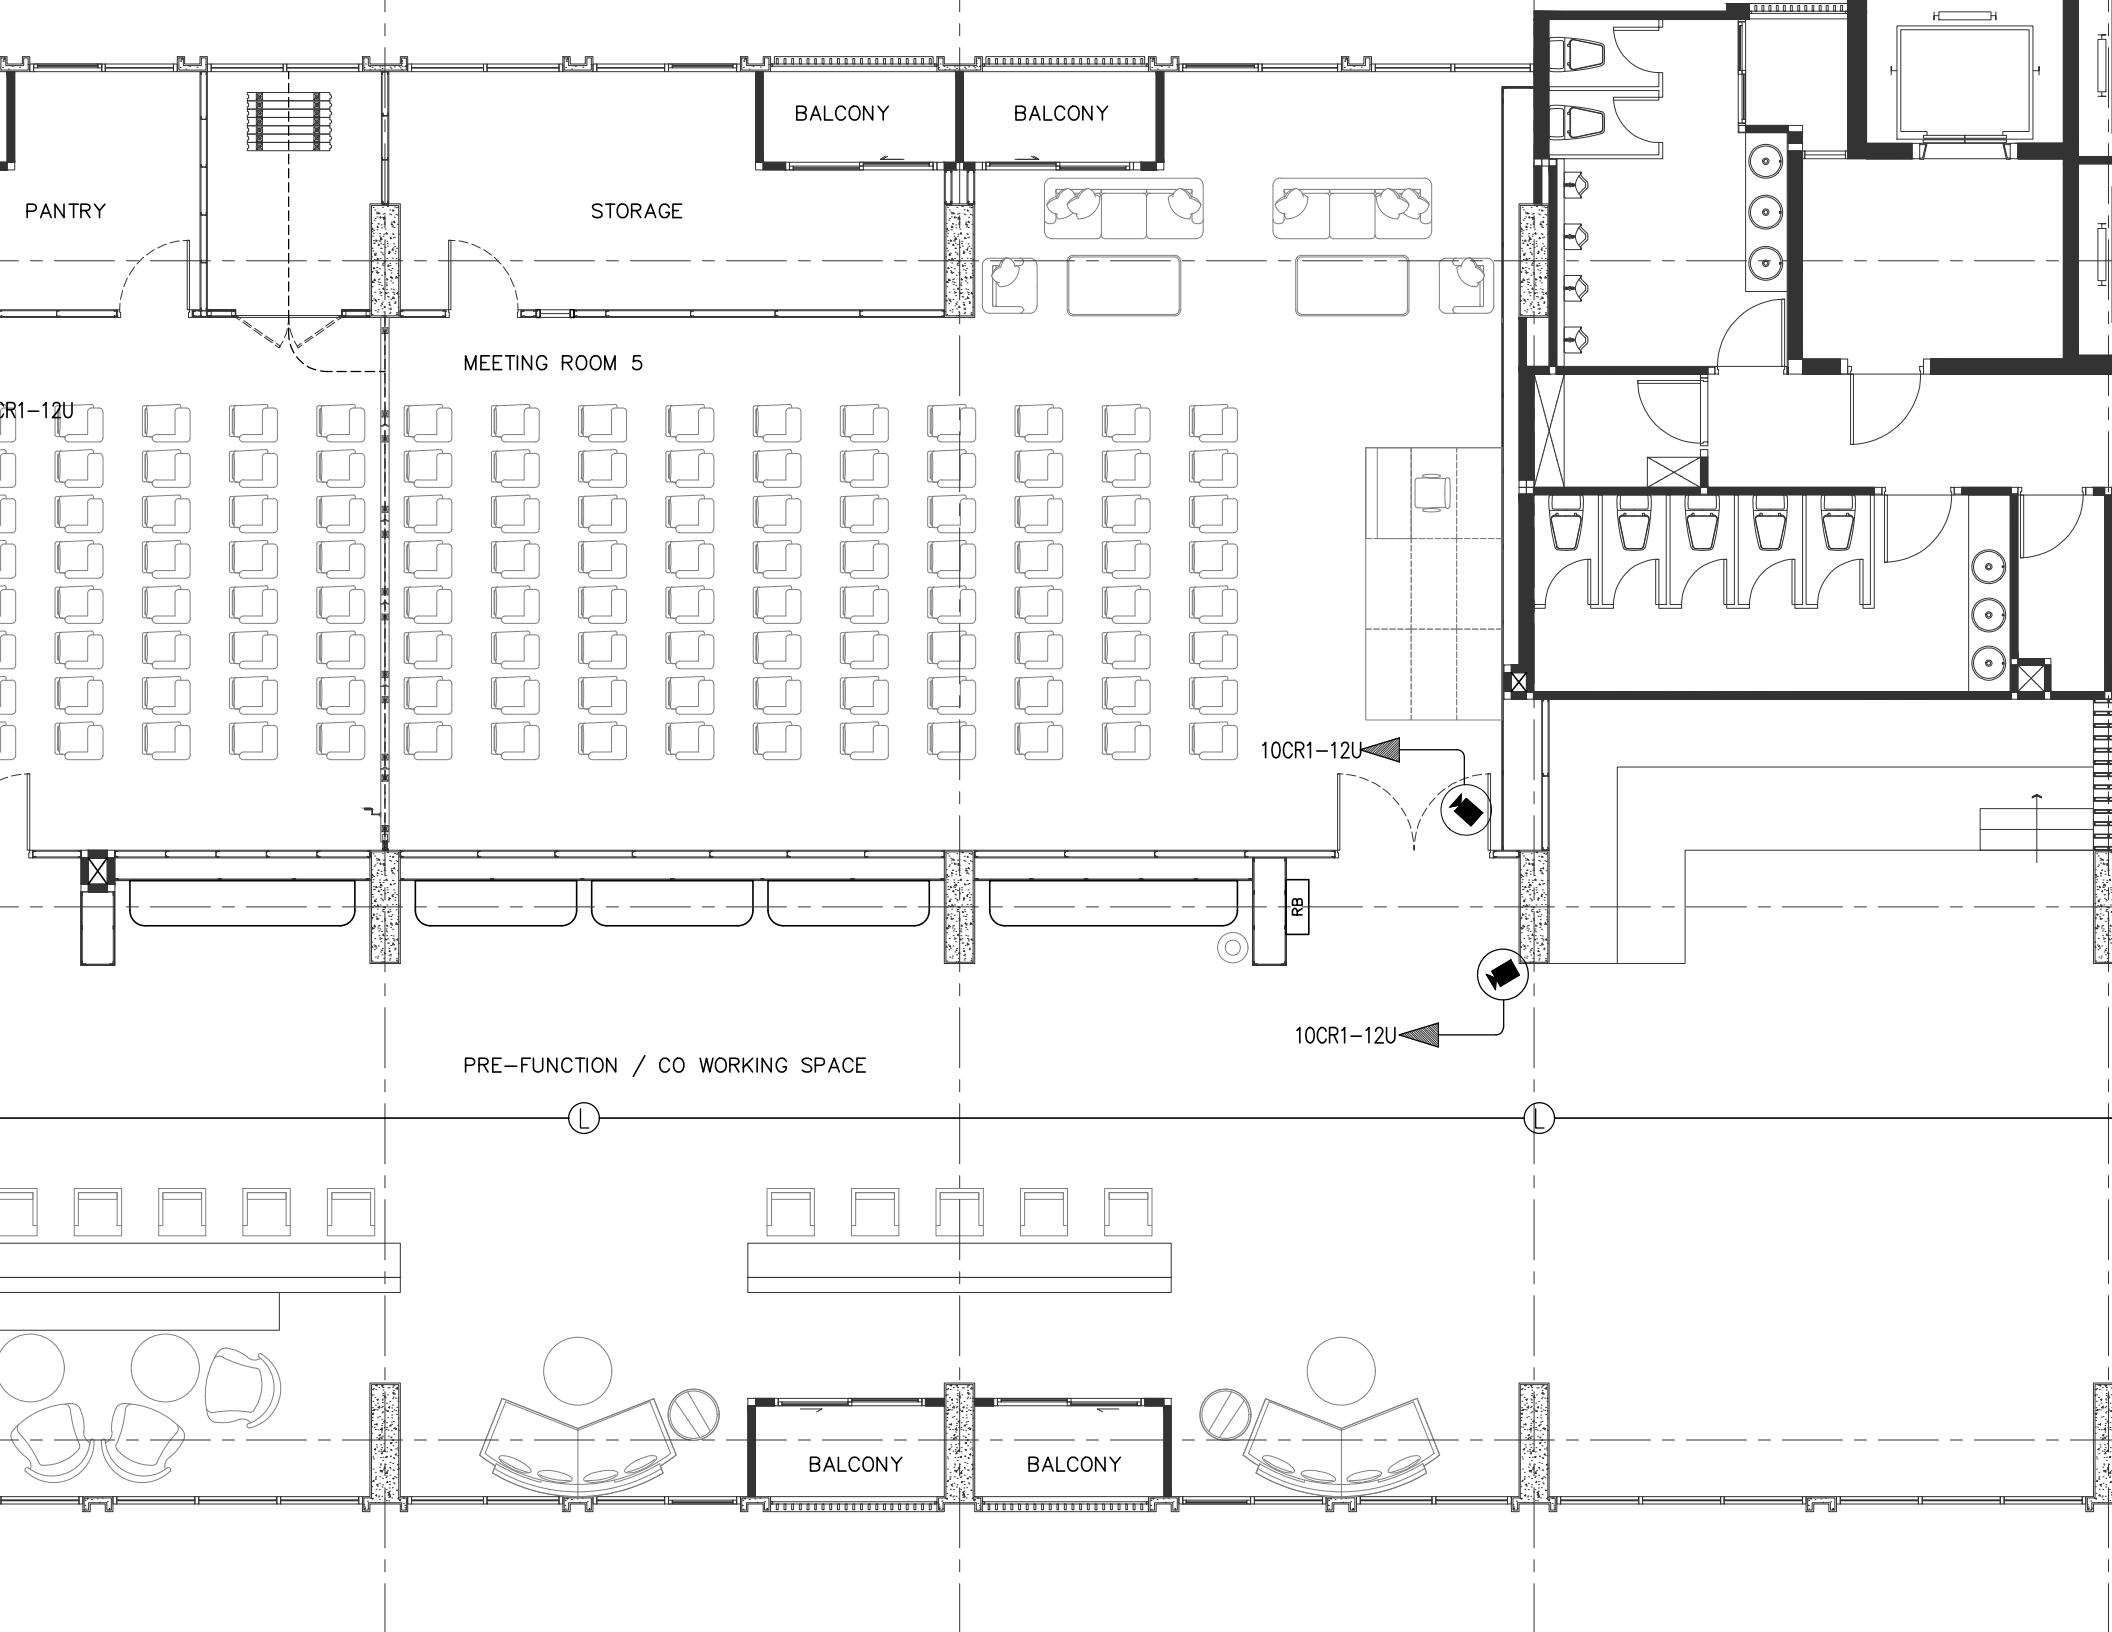 BALCONY
BALCONY
PANTRY
STORAGE
MEETING ROOM 5
CR1-12U
10CR1-12U
RB
10CR1-12U
PRE-FUNCTION / CO WORKING SPACE
L
L
BALCONY
BALCONY